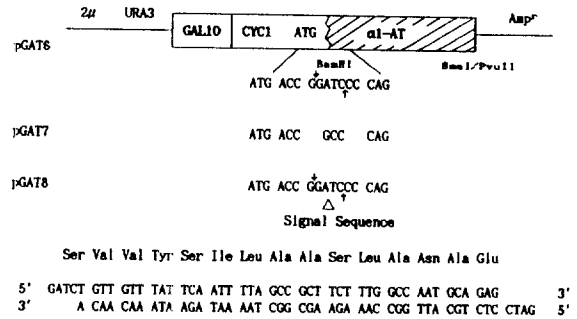 2μ URA3 Ampʳ
GAL10 CYC1 ATG α1-AT
pGAT6
BamHI SmaI/PvuII
ATG ACC GGATCCC CAG
pGAT7 ATG ACC GCC CAG
pGAT8 ATG ACC GGATCCC CAG
△
Signal Sequence
Ser Val Val Tyr Ser Ile Leu Ala Ala Ser Leu Ala Asn Ala Glu
5' GATCT GTT GTT TAT TCA ATT TTA GCC GCT TCT TTG GCC AAT GCA GAG 3'
3' A CAA CAA ATA AGT TAA AAT CGG CGA AGA AAC CGG TTA CGT CTC CTAG 5'